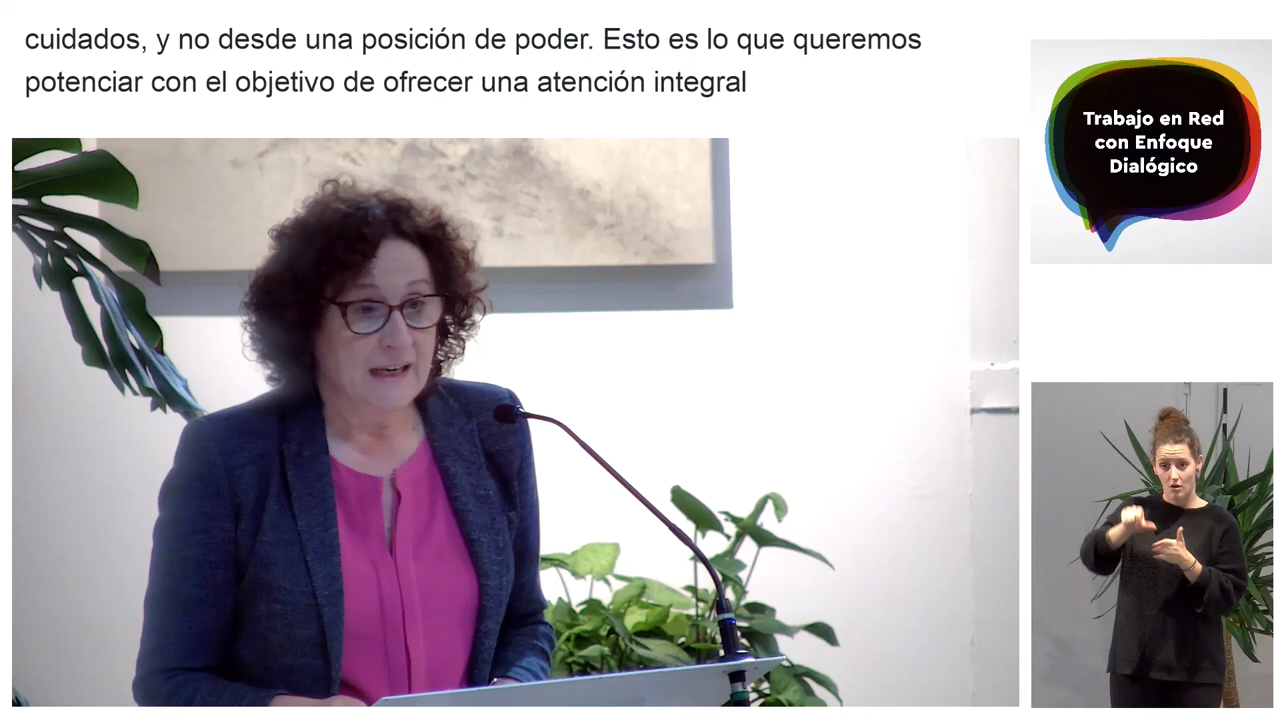 cuidados, y no desde una posición de poder. Esto es lo que queremos
potenciar con el objetivo de ofrecer una atención integral
Trabajo en Red
con Enfoque
Dialógico